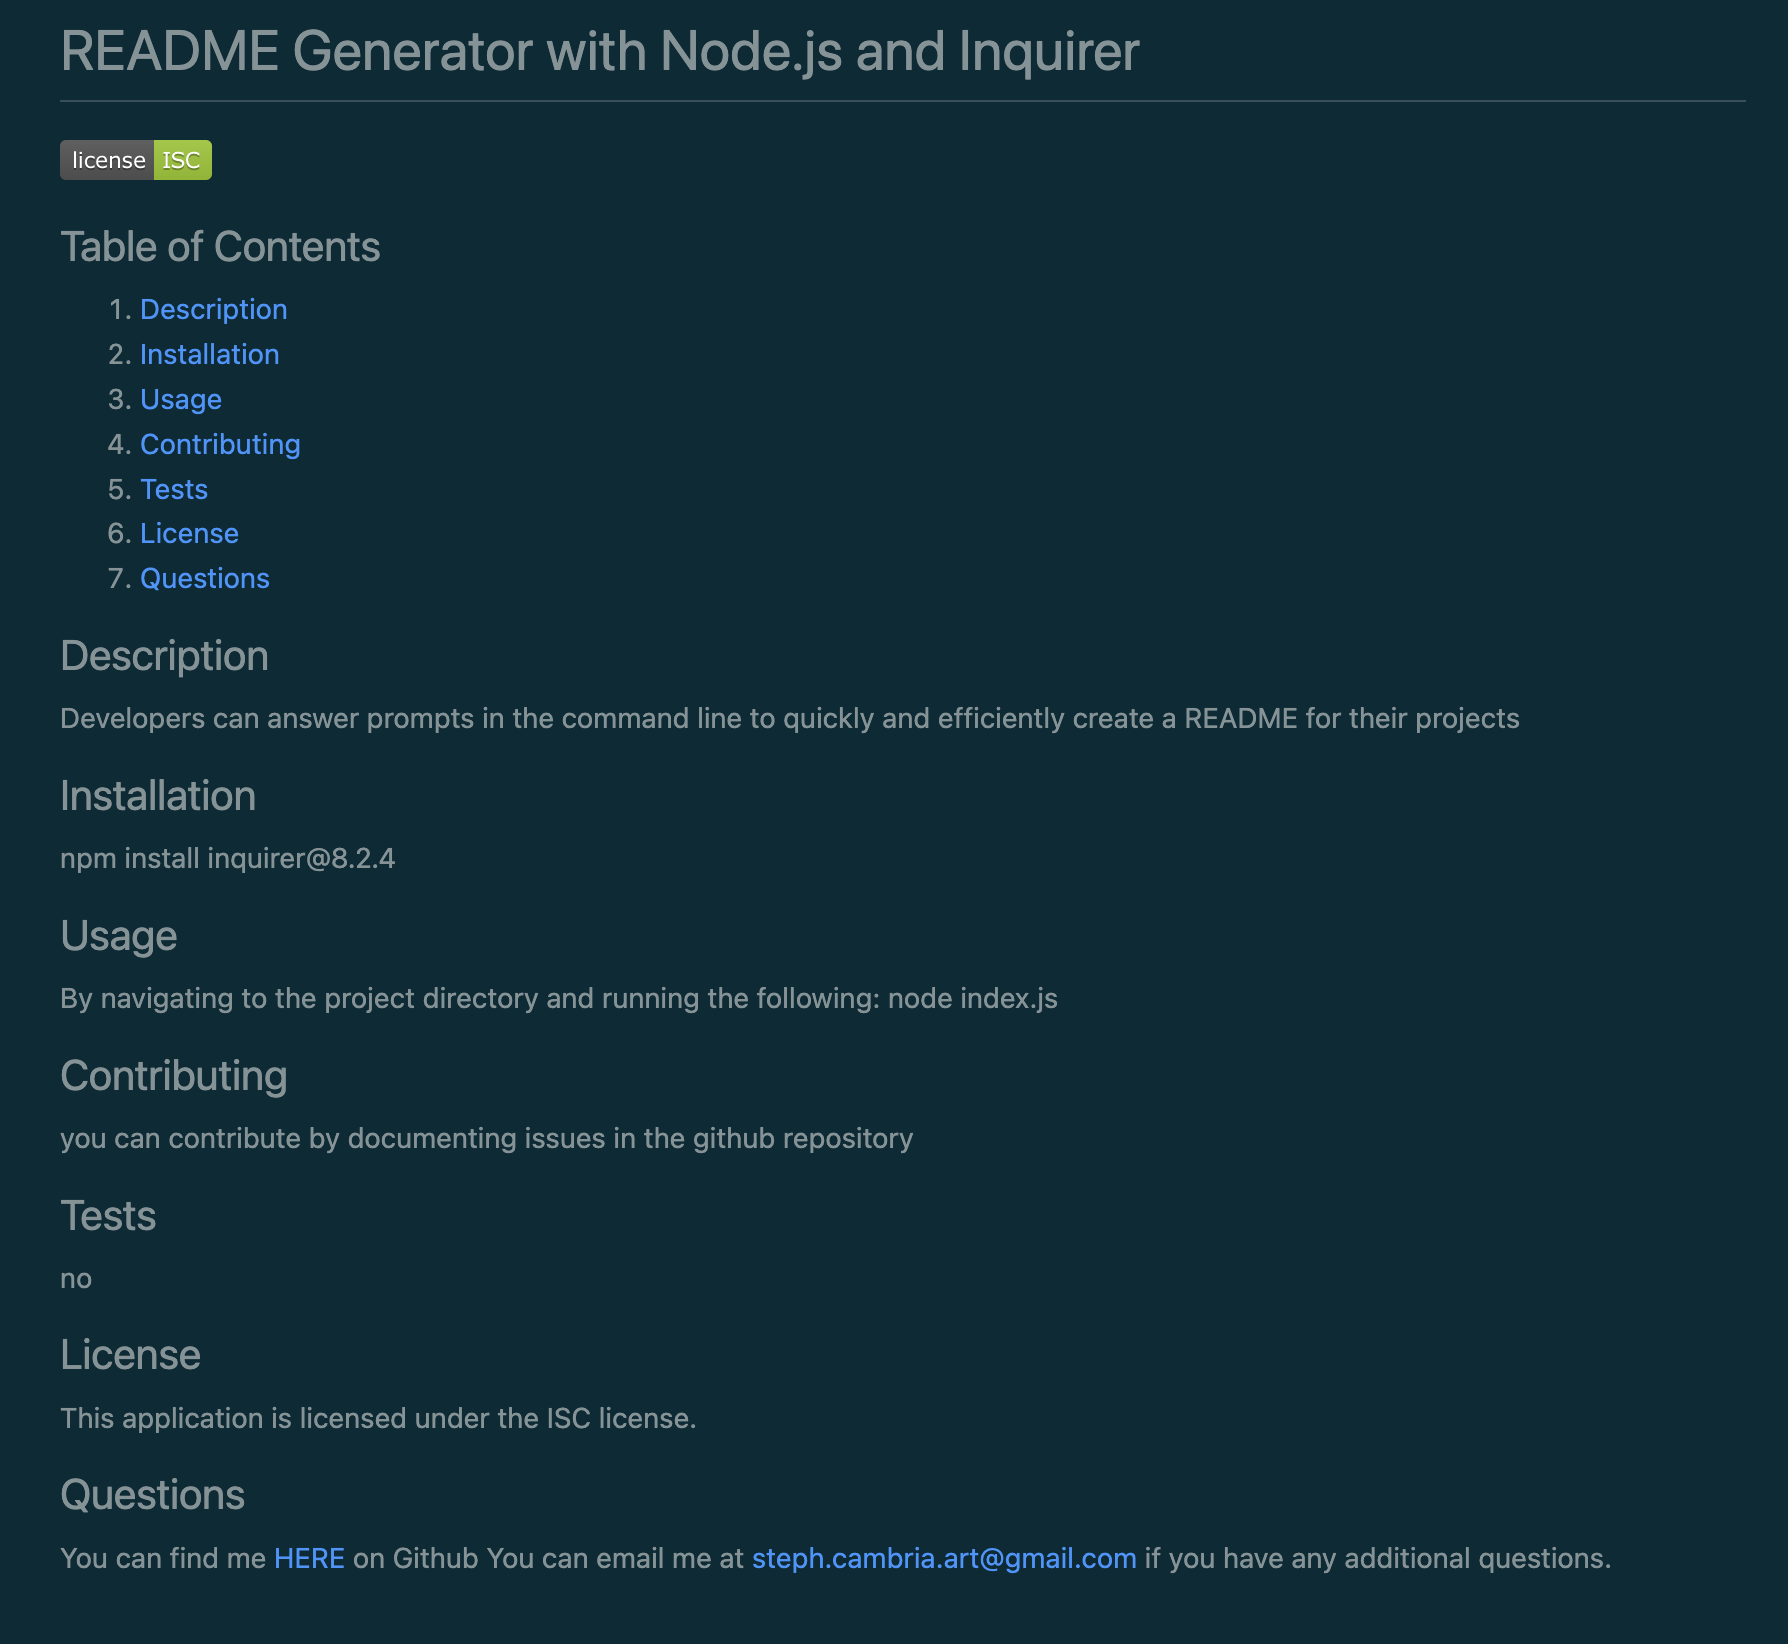 README Generator with Node.js and Inquirer
license ISC
Table of Contents
1. Description
2. Installation
3. Usage
4. Contributing
5. Tests
6. License
7. Questions
Description
Developers can answer prompts in the command line to quickly and efficiently create a README for their projects
Installation
npm install inquirer@8.2.4
Usage
By navigating to the project directory and running the following: node index.js
Contributing
you can contribute by documenting issues in the github repository
Tests
no
License
This application is licensed under the ISC license.
Questions
You can find me HERE on Github You can email me at steph.cambria.art@gmail.com if you have any additional questions.